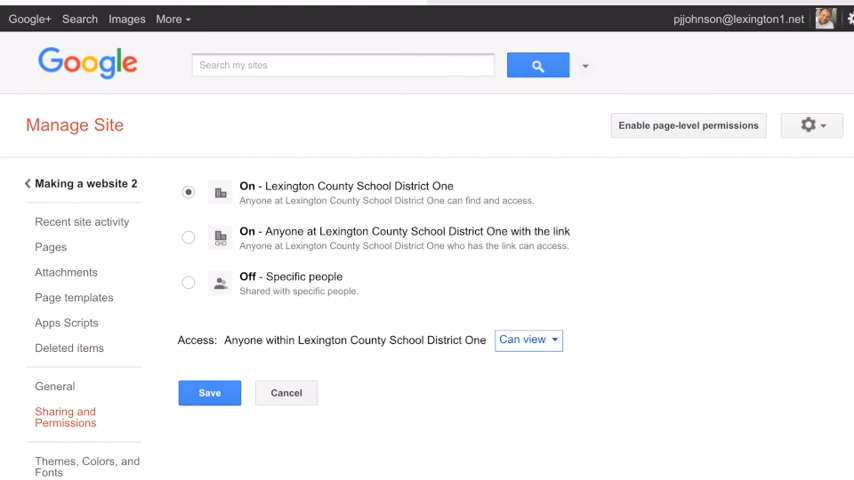 Google+ Search Images More
pjjohnson@lexington1.net
Google
Search my sites
Manage Site
Enable page-level permissions
Making a website 2
Recent site activity
Pages
Attachments
Page templates
Apps Scripts
Deleted items
General
Sharing and
Permissions
Themes, Colors, and
Fonts
On - Lexington County School District One
Anyone at Lexington County School District One can find and access.
On - Anyone at Lexington County School District One with the link
Anyone at Lexington County School District One who has the link can access.
Off - Specific people
Shared with specific people.
Access: Anyone within Lexington County School District One Can view
Save Cancel